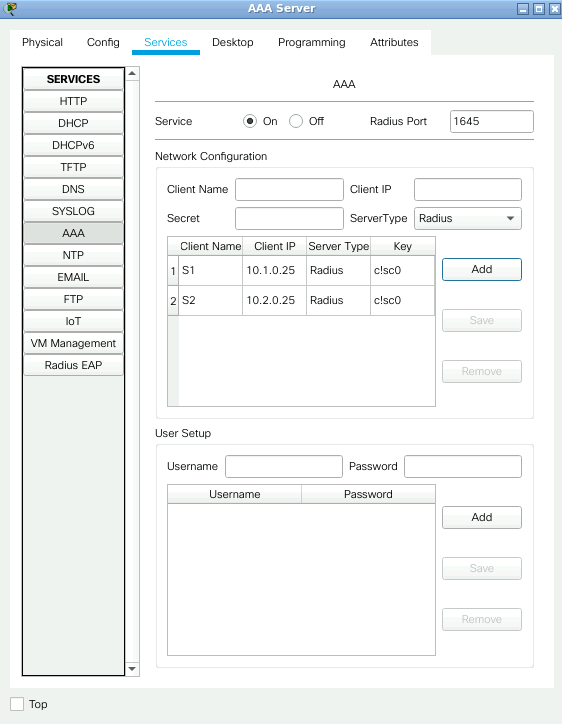 AAA Server
Physical Config Services Desktop Programming Attributes
SERVICES
HTTP
DHCP
DHCPv6
TFTP
DNS
SYSLOG
AAA
NTP
EMAIL
FTP
IoT
VM Management
Radius EAP
AAA
Service On Off Radius Port 1645
Network Configuration
Client Name Client IP
Secret ServerType Radius
Client Name Client IP Server Type Key
1 S1 10.1.0.25 Radius c!sc0
2 S2 10.2.0.25 Radius c!sc0
Add
Save
Remove
User Setup
Username Password
Username Password
Add
Save
Remove
Top